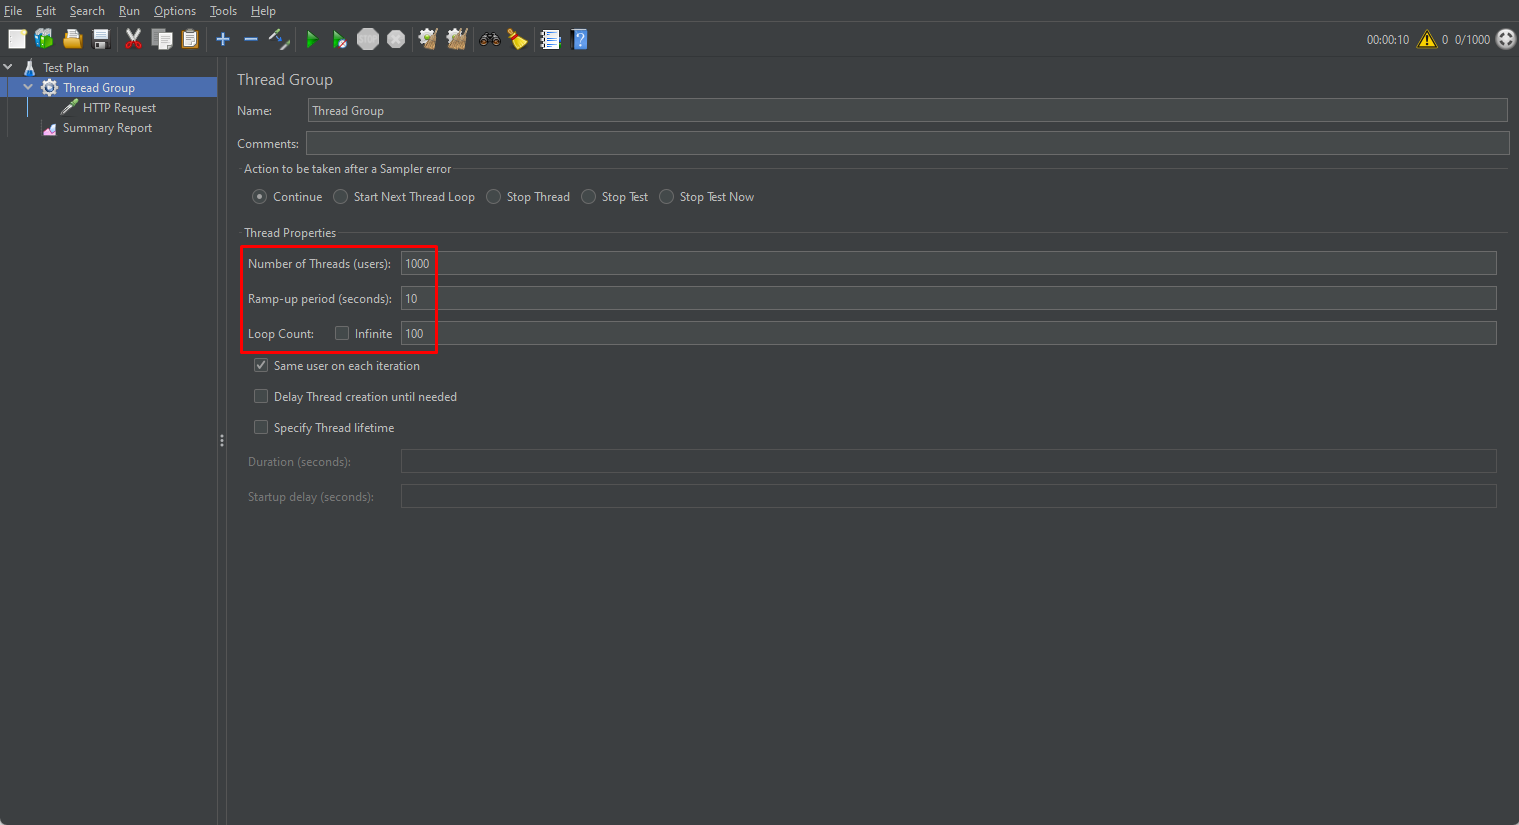 File Edit Search Run Options Tools Help
00:00:10 0 0/1000
Test Plan
Thread Group
HTTP Request
Summary Report
Thread Group
Name: Thread Group
Comments:
Action to be taken after a Sampler error
Continue Start Next Thread Loop Stop Thread Stop Test Stop Test Now
Thread Properties
Number of Threads (users): 1000
Ramp-up period (seconds): 10
Loop Count: Infinite 100
Same user on each iteration
Delay Thread creation until needed
Specify Thread lifetime
Duration (seconds):
Startup delay (seconds):